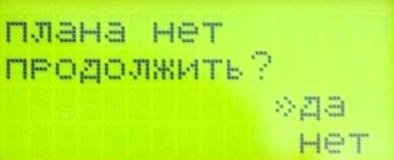 плана нет
продолжить?
»да
нет